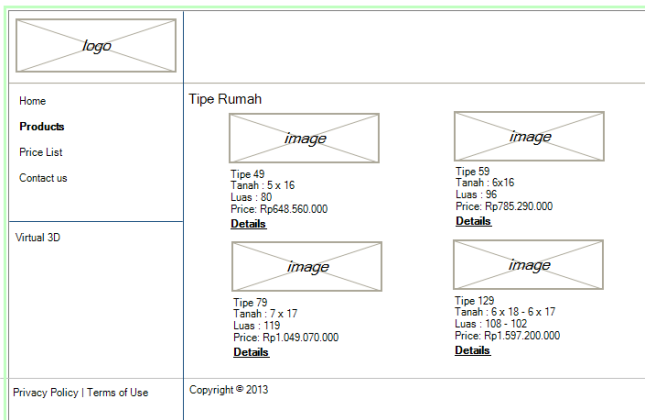 logo
Home
Products
Price List
Contact us
Virtual 3D
Tipe Rumah
image
Tipe 49
Tanah : 5 x 16
Luas : 80
Price: Rp648.560.000
Details
image
Tipe 59
Tanah : 6x16
Luas : 96
Price: Rp785.290.000
Details
image
Tipe 79
Tanah : 7 x 17
Luas : 119
Price: Rp1.049.070.000
Details
image
Tipe 129
Tanah : 6 x 18 - 6 x 17
Luas : 108 - 102
Price: Rp1.597.200.000
Details
Privacy Policy | Terms of Use
Copyright © 2013